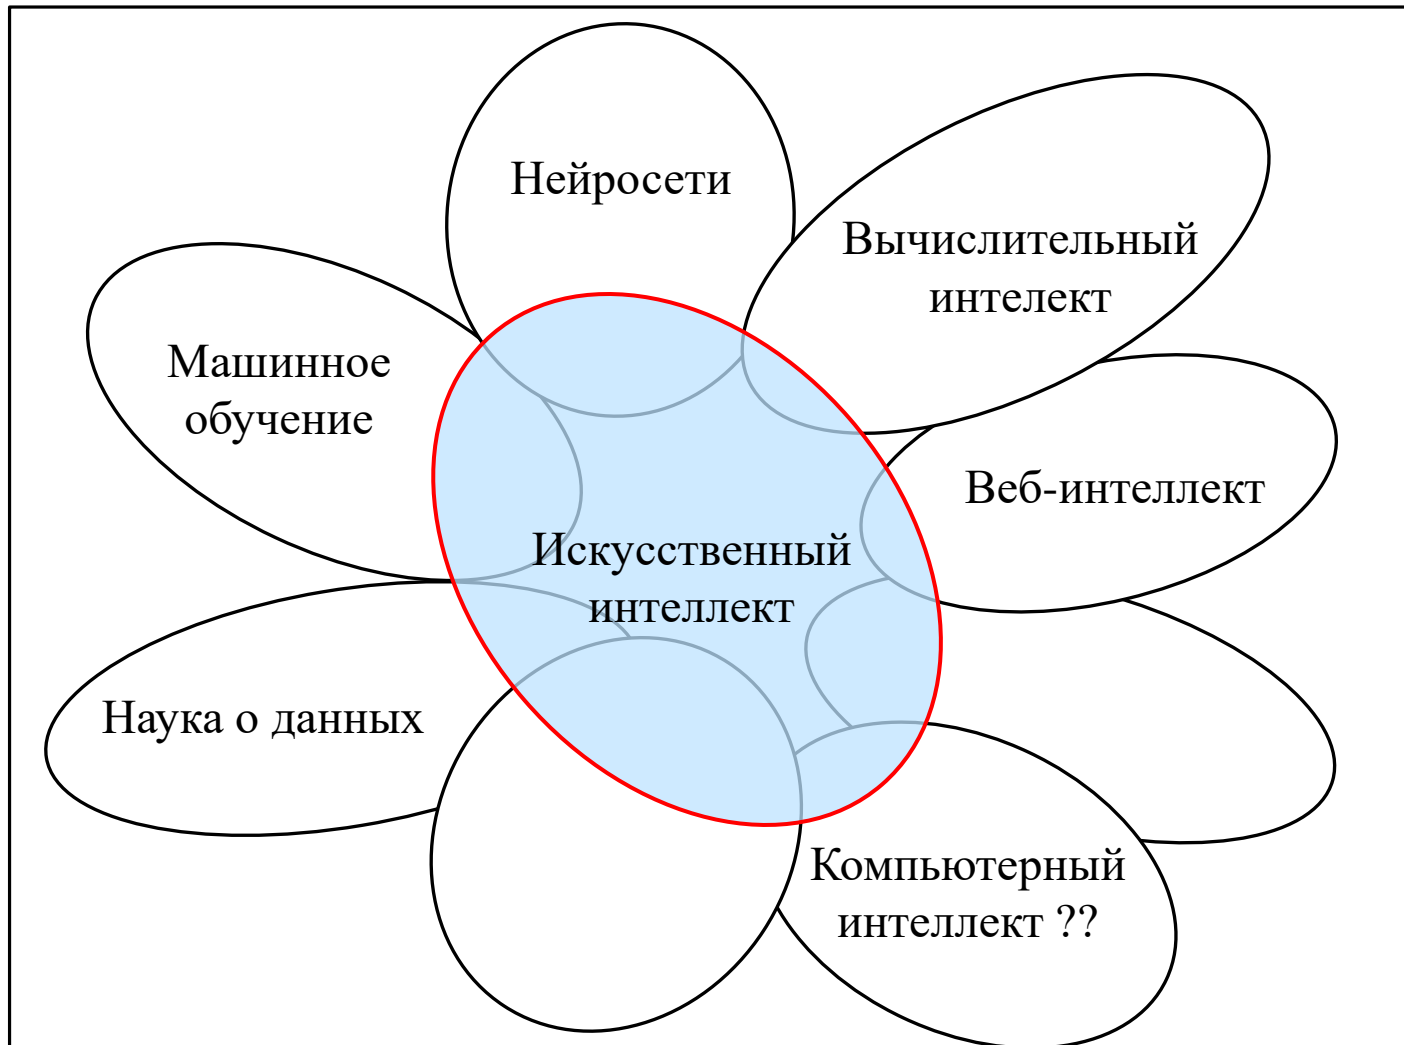 Нейросети
Вычислительный
интелект
Машинное
обучение
Веб-интеллект
Искусственный
интеллект
Наука о данных
Компьютерный
интеллект ??